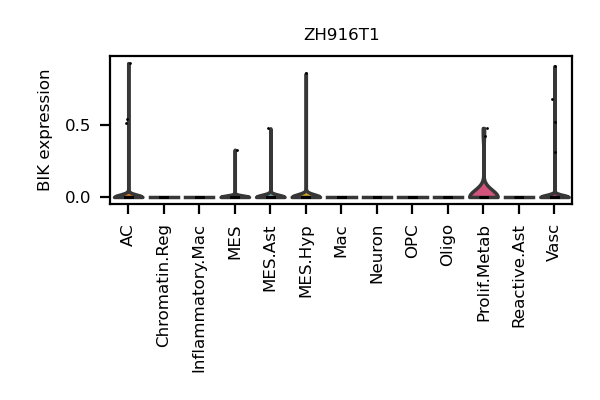 ZH916T1
BIK expression
0.5
0.0
AC
Chromatin.Reg
Inflammatory.Mac
MES
MES.Ast
MES.Hyp
Mac
Neuron
OPC
Oligo
Prolif.Metab
Reactive.Ast
Vasc